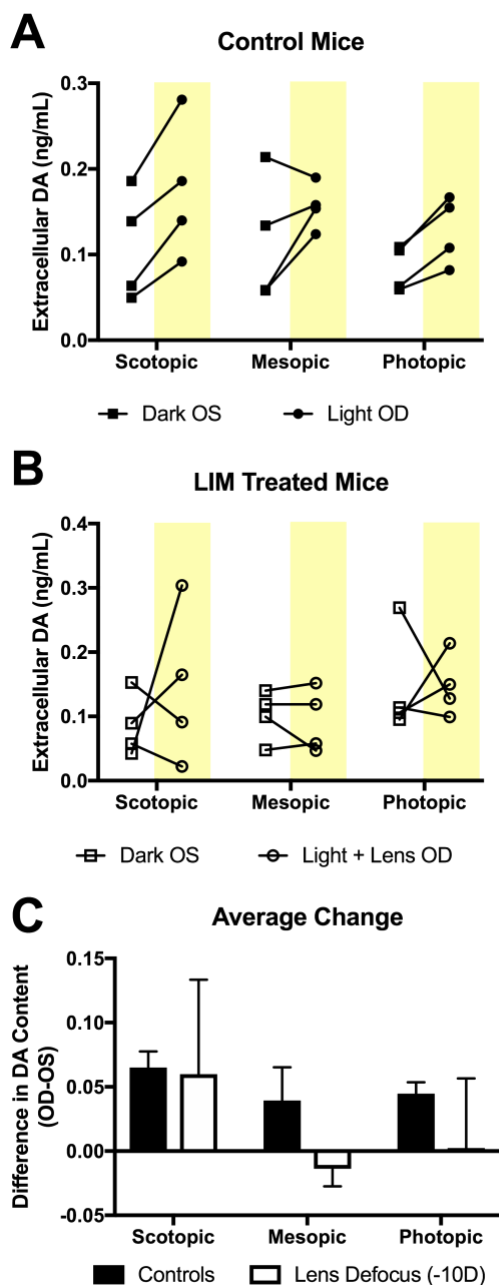 A
Control Mice
Extracellular DA (ng/mL)
0.3
0.2
0.1
0.0
Scotopic Mesopic Photopic
Dark OS Light OD
B
LIM Treated Mice
Extracellular DA (ng/mL)
0.4
0.3
0.2
0.1
0.0
Scotopic Mesopic Photopic
Dark OS Light + Lens OD
C
Average Change
Difference in DA Content
(OD-OS)
0.15
0.10
0.05
0.00
-0.05
Scotopic Mesopic Photopic
Controls Lens Defocus (-10D)